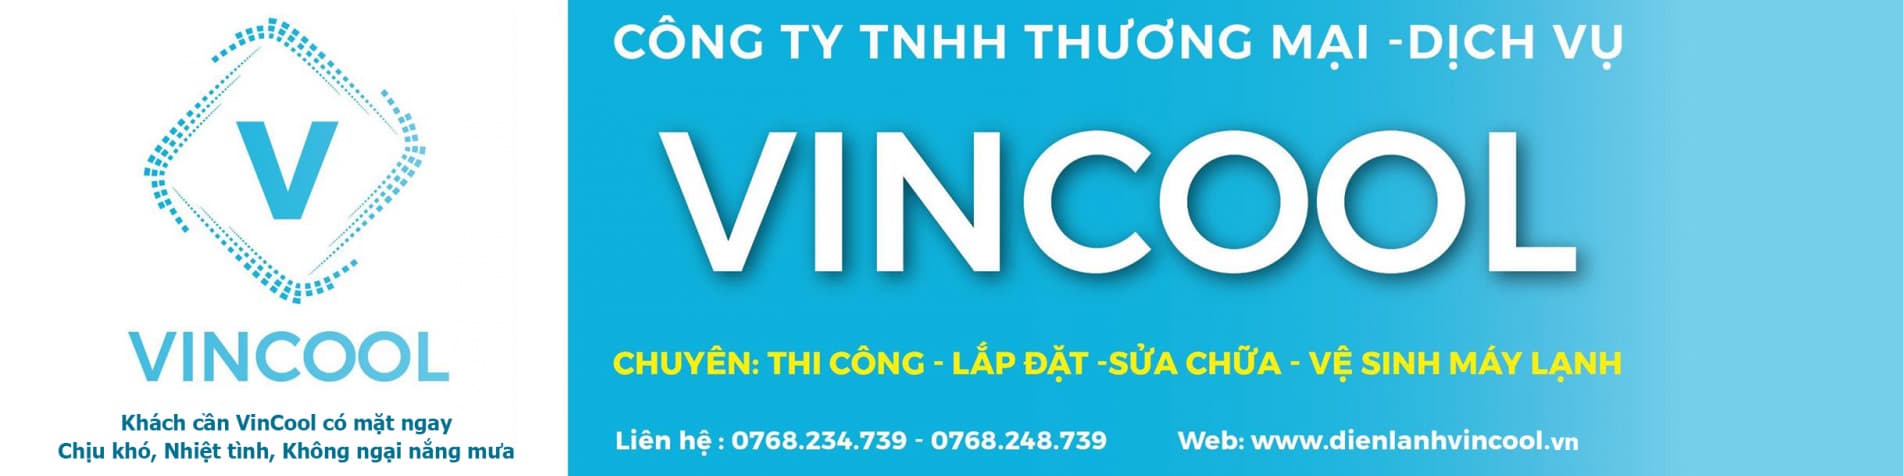 V
VINCOOL
Khách cần VinCool có mặt ngay
Chịu khó, Nhiệt tình, Không ngại nắng mưa
CÔNG TY TNHH THƯƠNG MẠI -DỊCH VỤ
VINCOOL
CHUYÊN: THI CÔNG - LẮP ĐẶT -SỬA CHỮA - VỆ SINH MÁY LẠNH
Liên hệ : 0768.234.739 - 0768.248.739 Web: www.dienlanhvincool.vn